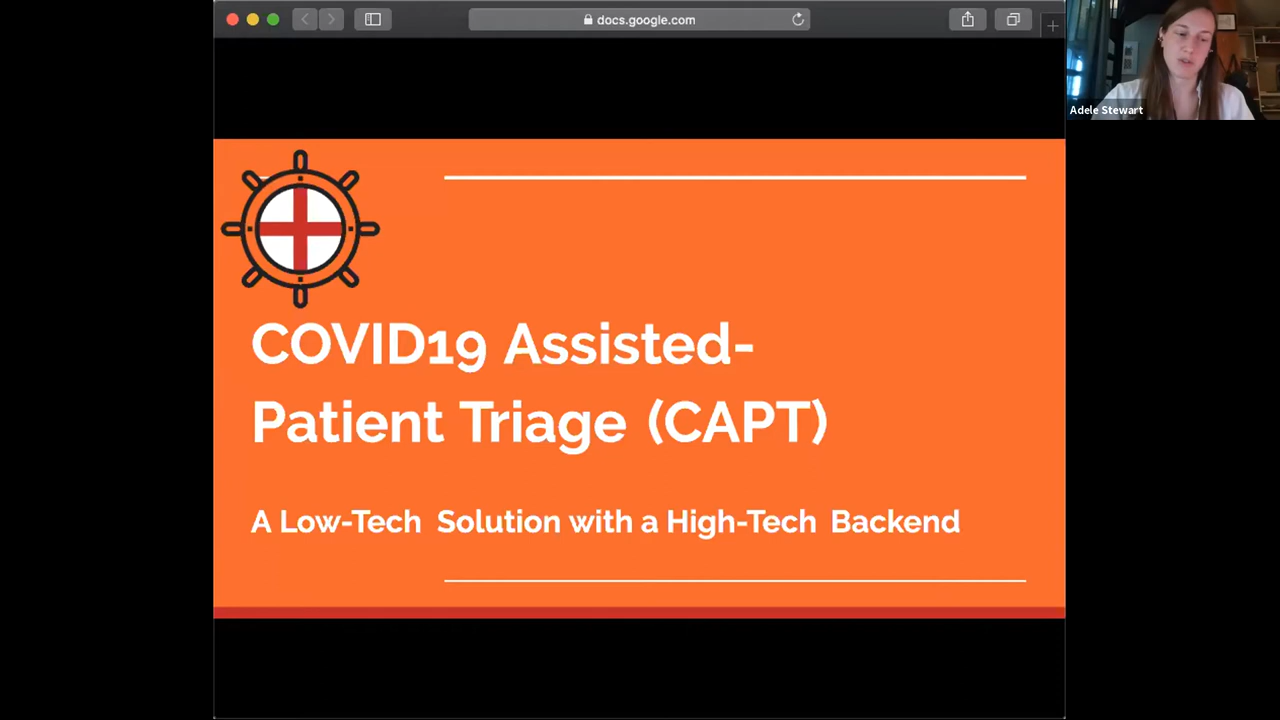 docs.google.com
Adele Stewart
COVID19 Assisted-
Patient Triage (CAPT)
A Low-Tech Solution with a High-Tech Backend